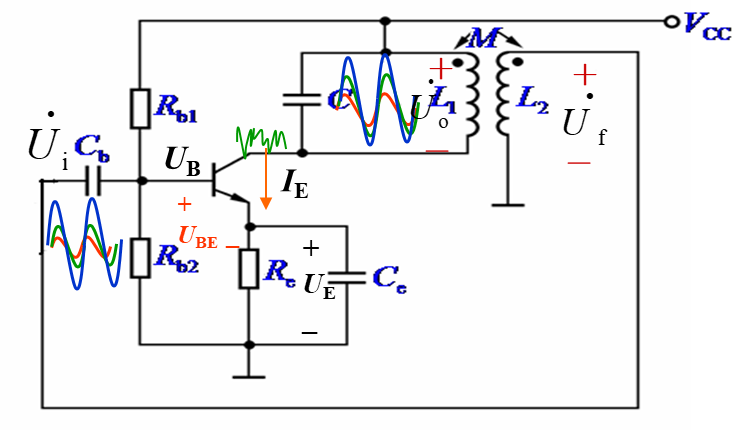 V_CC
M
R_b1
C
U̇_o
L_1
L_2
U̇_f
+
−
+
−
U̇_i
C_b
U_B
I_E
+
U_BE
−
R_b2
R_e
+
U_E
−
C_e